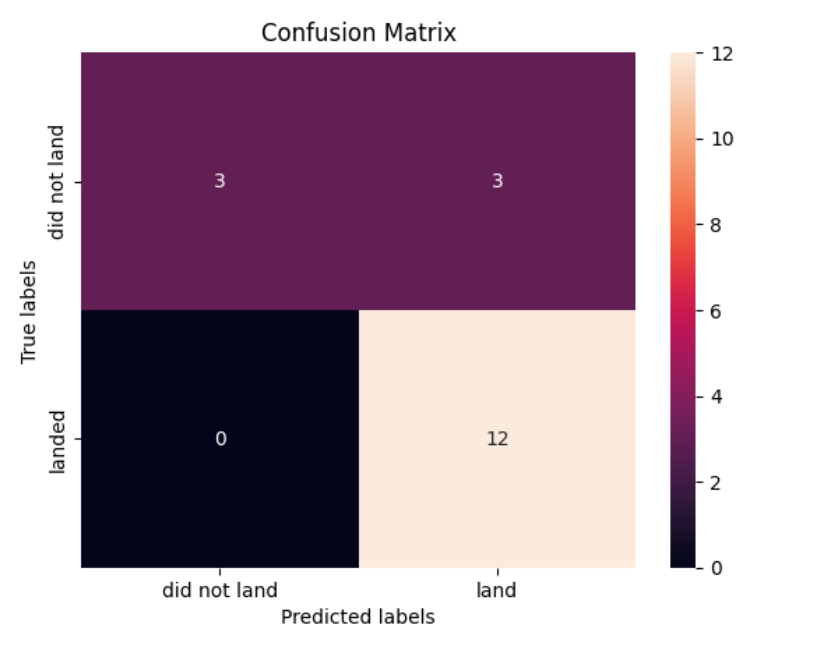 Confusion Matrix
True labels
did not land
landed
3
3
0
12
did not land
land
Predicted labels
12
10
8
6
4
2
0